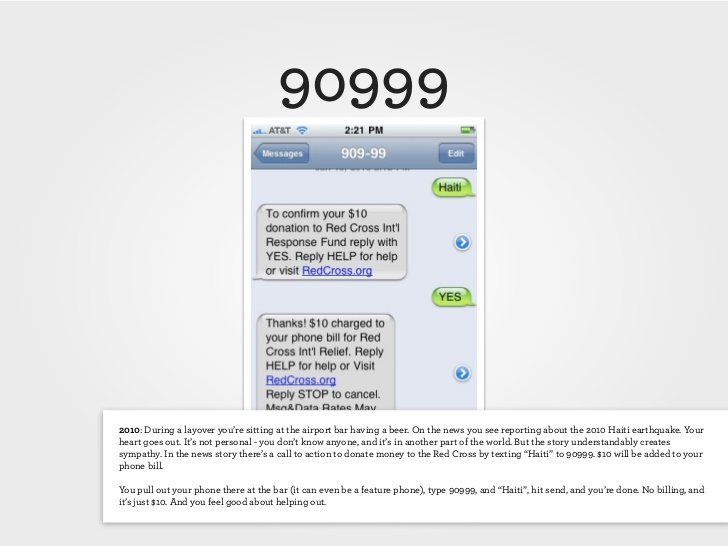 90999
AT&T 2:21 PM
Messages 909-99 Edit
Haiti
To confirm your $10
donation to Red Cross Int'l
Response Fund reply with
YES. Reply HELP for help
or visit RedCross.org
YES
Thanks! $10 charged to
your phone bill for Red
Cross Int'l Relief. Reply
HELP for help or Visit
RedCross.org
Reply STOP to cancel.
Msg&Data Rates May
2010: During a layover you're sitting at the airport bar having a beer. On the news you see reporting about the 2010 Haiti earthquake. Your
heart goes out. It's not personal - you don't know anyone, and it's in another part of the world. But the story understandably creates
sympathy. In the news story there's a call to action to donate money to the Red Cross by texting “Haiti” to 90999. $10 will be added to your
phone bill.
You pull out your phone there at the bar (it can even be a feature phone), type 90999, and “Haiti”, hit send, and you're done. No billing, and
it's just $10. And you feel good about helping out.